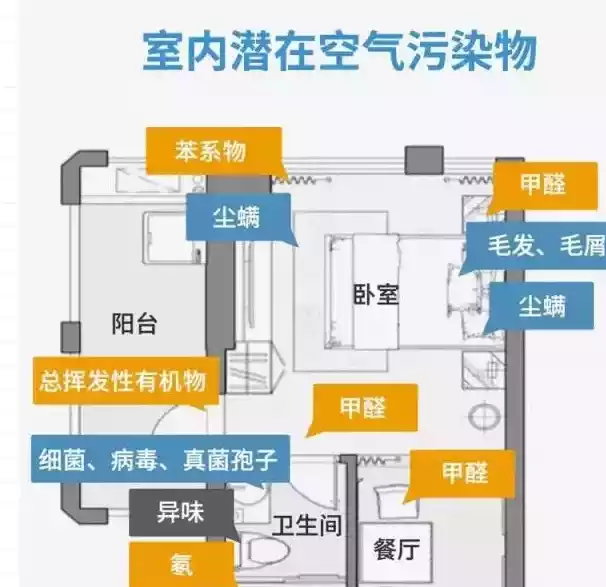 室内潜在空气污染物
苯系物
甲醛
尘螨
毛发、毛屑
卧室
尘螨
阳台
总挥发性有机物
甲醛
细菌、病毒、真菌孢子
甲醛
异味
卫生间
餐厅
氡